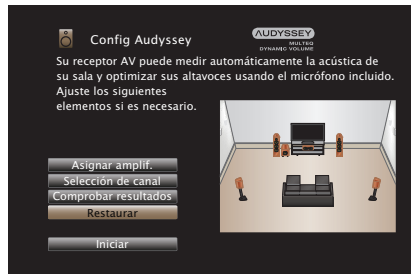 Config Audyssey
AUDYSSEY
MULTEQ
DYNAMIC VOLUME
Su receptor AV puede medir automáticamente la acústica de
su sala y optimizar sus altavoces usando el micrófono incluido.
Ajuste los siguientes
elementos si es necesario.
Asignar amplif.
Selección de canal
Comprobar resultados
Restaurar
Iniciar